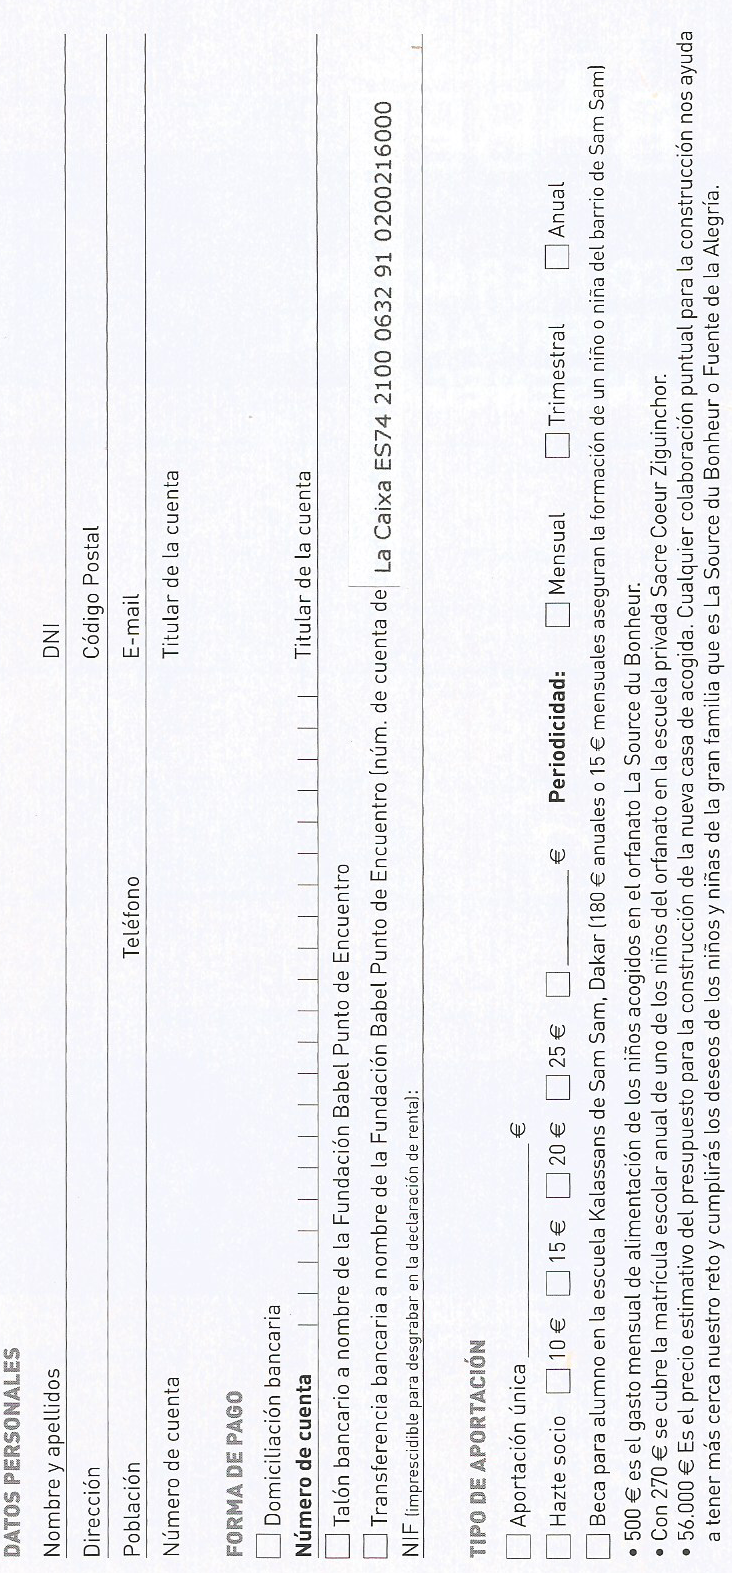 DATOS PERSONALES
Nombre y apellidos DNI
Dirección Código Postal
Población Teléfono E-mail
Número de cuenta Titular de la cuenta
FORMA DE PAGO
Domiciliación bancaria
Número de cuenta Titular de la cuenta
Talón bancario a nombre de la Fundación Babel Punto de Encuentro
Transferencia bancaria a nombre de la Fundación Babel Punto de Encuentro (núm. de cuenta de La Caixa ES74 2100 0632 91 0200216000
NIF (imprescidible para desgrabar en la declaración de renta):
TIPO DE APORTACIÓN
Aportación única €
Hazte socio 10 € 15 € 20 € 25 € € Periodicidad: Mensual Trimestral Anual
Beca para alumno en la escuela Kalassans de Sam Sam, Dakar (180 € anuales o 15 € mensuales aseguran la formación de un niño o niña del barrio de Sam Sam)
• 500 € es el gasto mensual de alimentación de los niños acogidos en el orfanato La Source du Bonheur.
• Con 270 € se cubre la matrícula escolar anual de uno de los niños del orfanato en la escuela privada Sacre Coeur Ziguinchor.
• 56.000 € Es el precio estimativo del presupuesto para la construcción de la nueva casa de acogida. Cualquier colaboración puntual para la construcción nos ayuda
a tener más cerca nuestro reto y cumplirás los deseos de los niños y niñas de la gran familia que es La Source du Bonheur o Fuente de la Alegría.